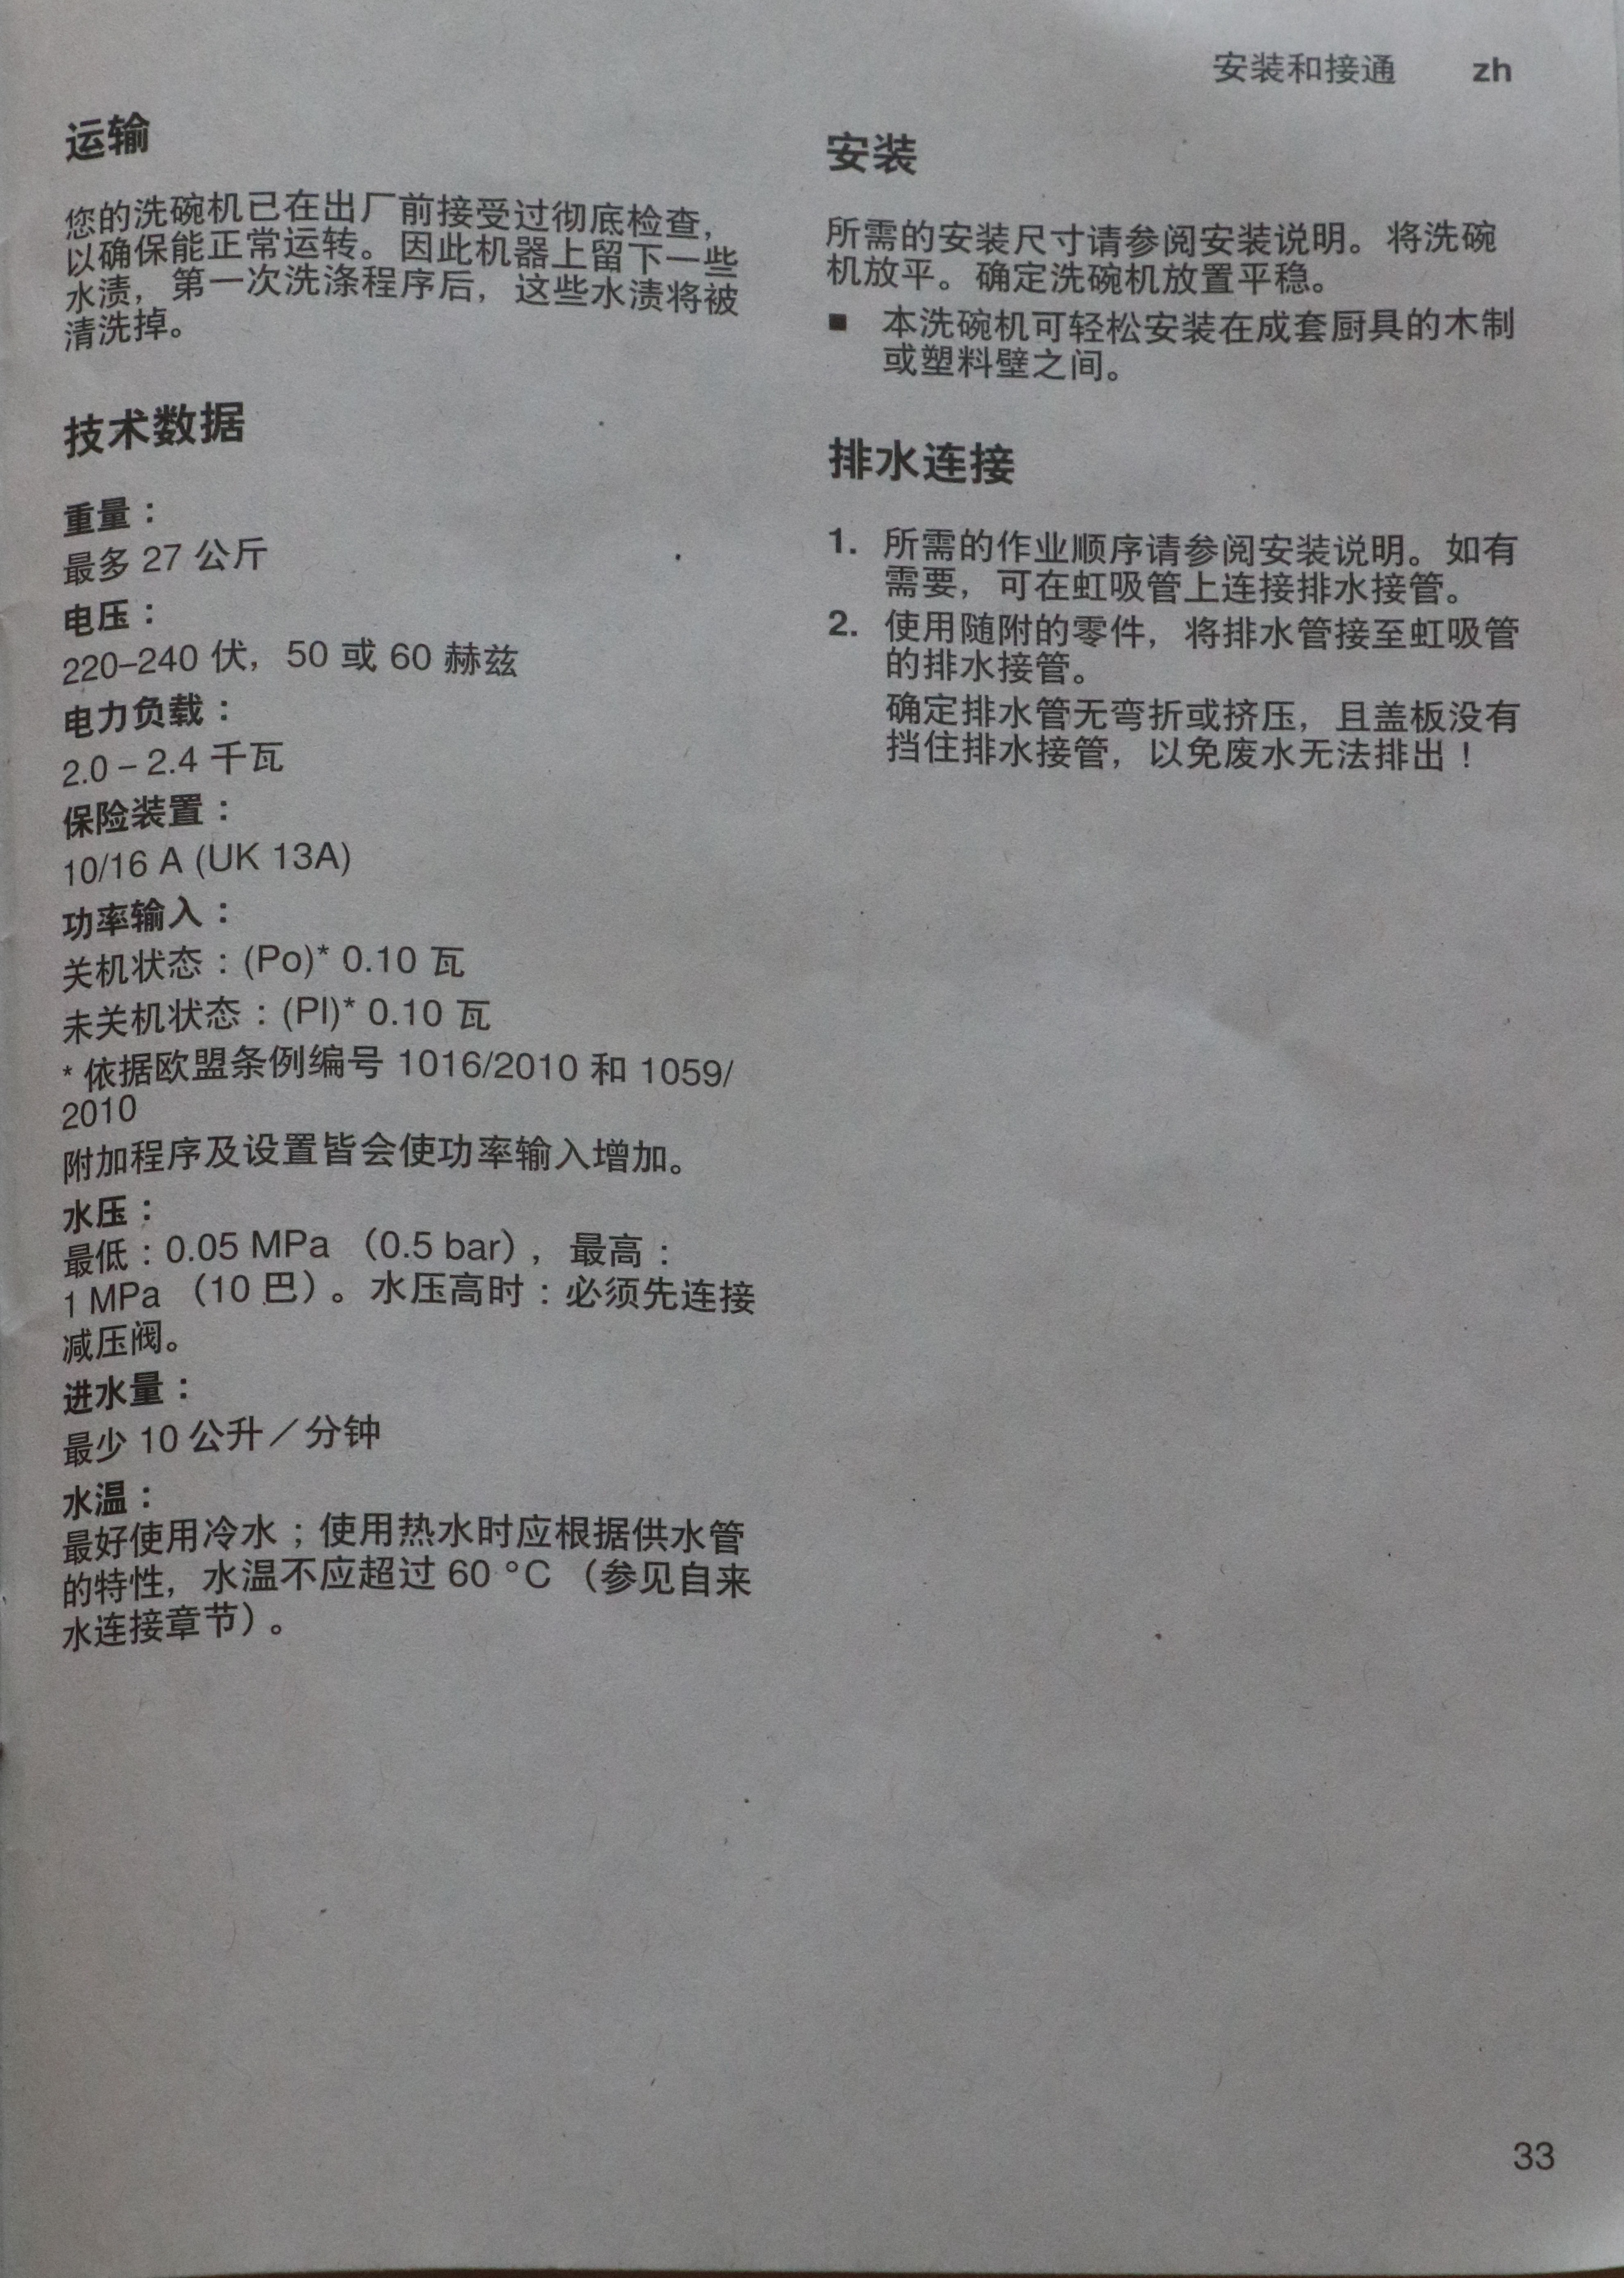 安装和接通 zh
运输
您的洗碗机已在出厂前接受过彻底检查，
以确保能正常运转。因此机器上留下一些
水渍，第一次洗涤程序后，这些水渍将被
清洗掉。
技术数据
重量：
最多 27 公斤
电压：
220–240 伏，50 或 60 赫兹
电力负载：
2.0 – 2.4 千瓦
保险装置：
10/16 A (UK 13A)
功率输入：
关机状态：(Po)* 0.10 瓦
未关机状态：(Pl)* 0.10 瓦
* 依据欧盟条例编号 1016/2010 和 1059/
2010
附加程序及设置皆会使功率输入增加。
水压：
最低：0.05 MPa （0.5 bar），最高：
1 MPa （10 巴）。水压高时：必须先连接
减压阀。
进水量：
最少 10 公升／分钟
水温：
最好使用冷水；使用热水时应根据供水管
的特性，水温不应超过 60 °C （参见自来
水连接章节）。
安装
所需的安装尺寸请参阅安装说明。将洗碗
机放平。确定洗碗机放置平稳。
■ 本洗碗机可轻松安装在成套厨具的木制
或塑料壁之间。
排水连接
1. 所需的作业顺序请参阅安装说明。如有
需要，可在虹吸管上连接排水接管。
2. 使用随附的零件，将排水管接至虹吸管
的排水接管。
确定排水管无弯折或挤压，且盖板没有
挡住排水接管，以免废水无法排出！
33